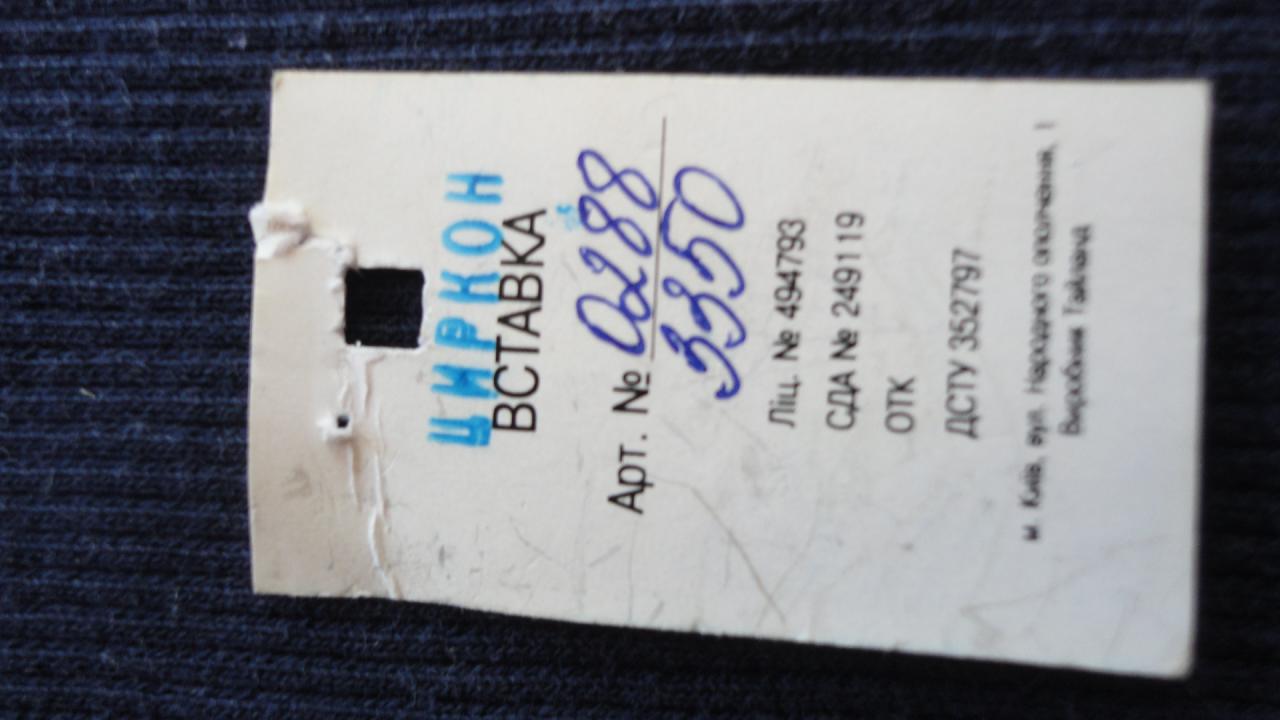 ЦИРКОН
ВСТАВКА
Арт. № 0288
3350
Ліц. № 494793
СДА № 249119
ОТК
ДСТУ 352797
м. Київ, вул. Народного ополчення, 1
Виробник Тайланд